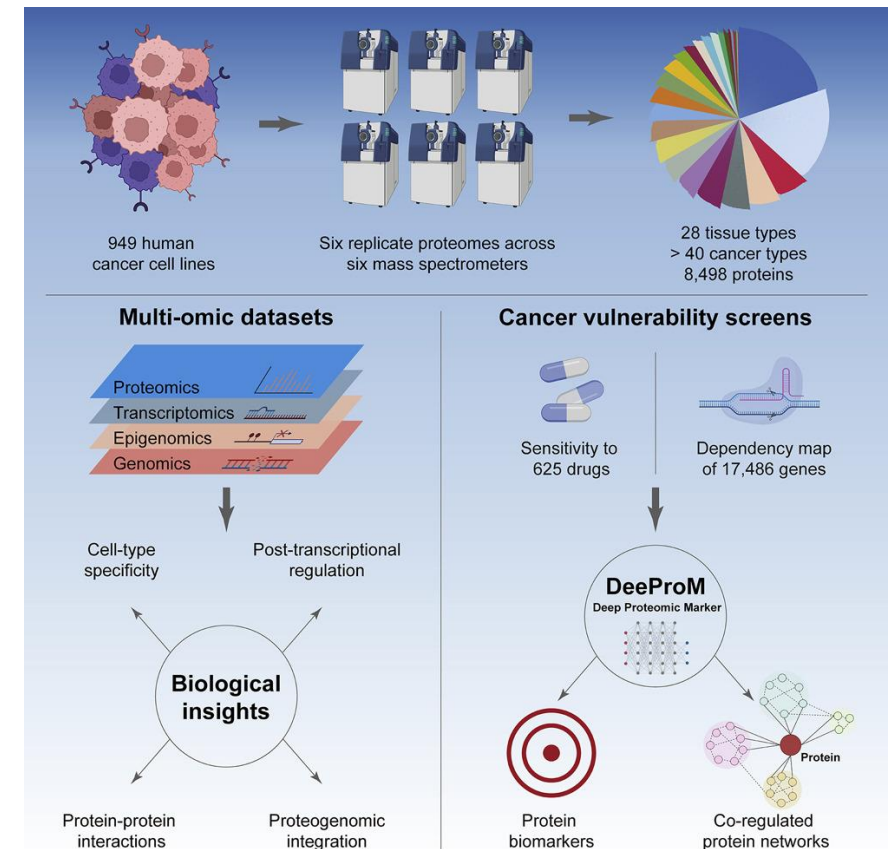 949 human
cancer cell lines
Six replicate proteomes across
six mass spectrometers
28 tissue types
> 40 cancer types
8,498 proteins
Multi-omic datasets
Proteomics
Transcriptomics
Epigenomics
Genomics
Cell-type
specificity
Post-transcriptional
regulation
Biological
insights
Protein-protein
interactions
Proteogenomic
integration
Cancer vulnerability screens
Sensitivity to
625 drugs
Dependency map
of 17,486 genes
DeeProM
Deep Proteomic Marker
Protein
Protein
biomarkers
Co-regulated
protein networks